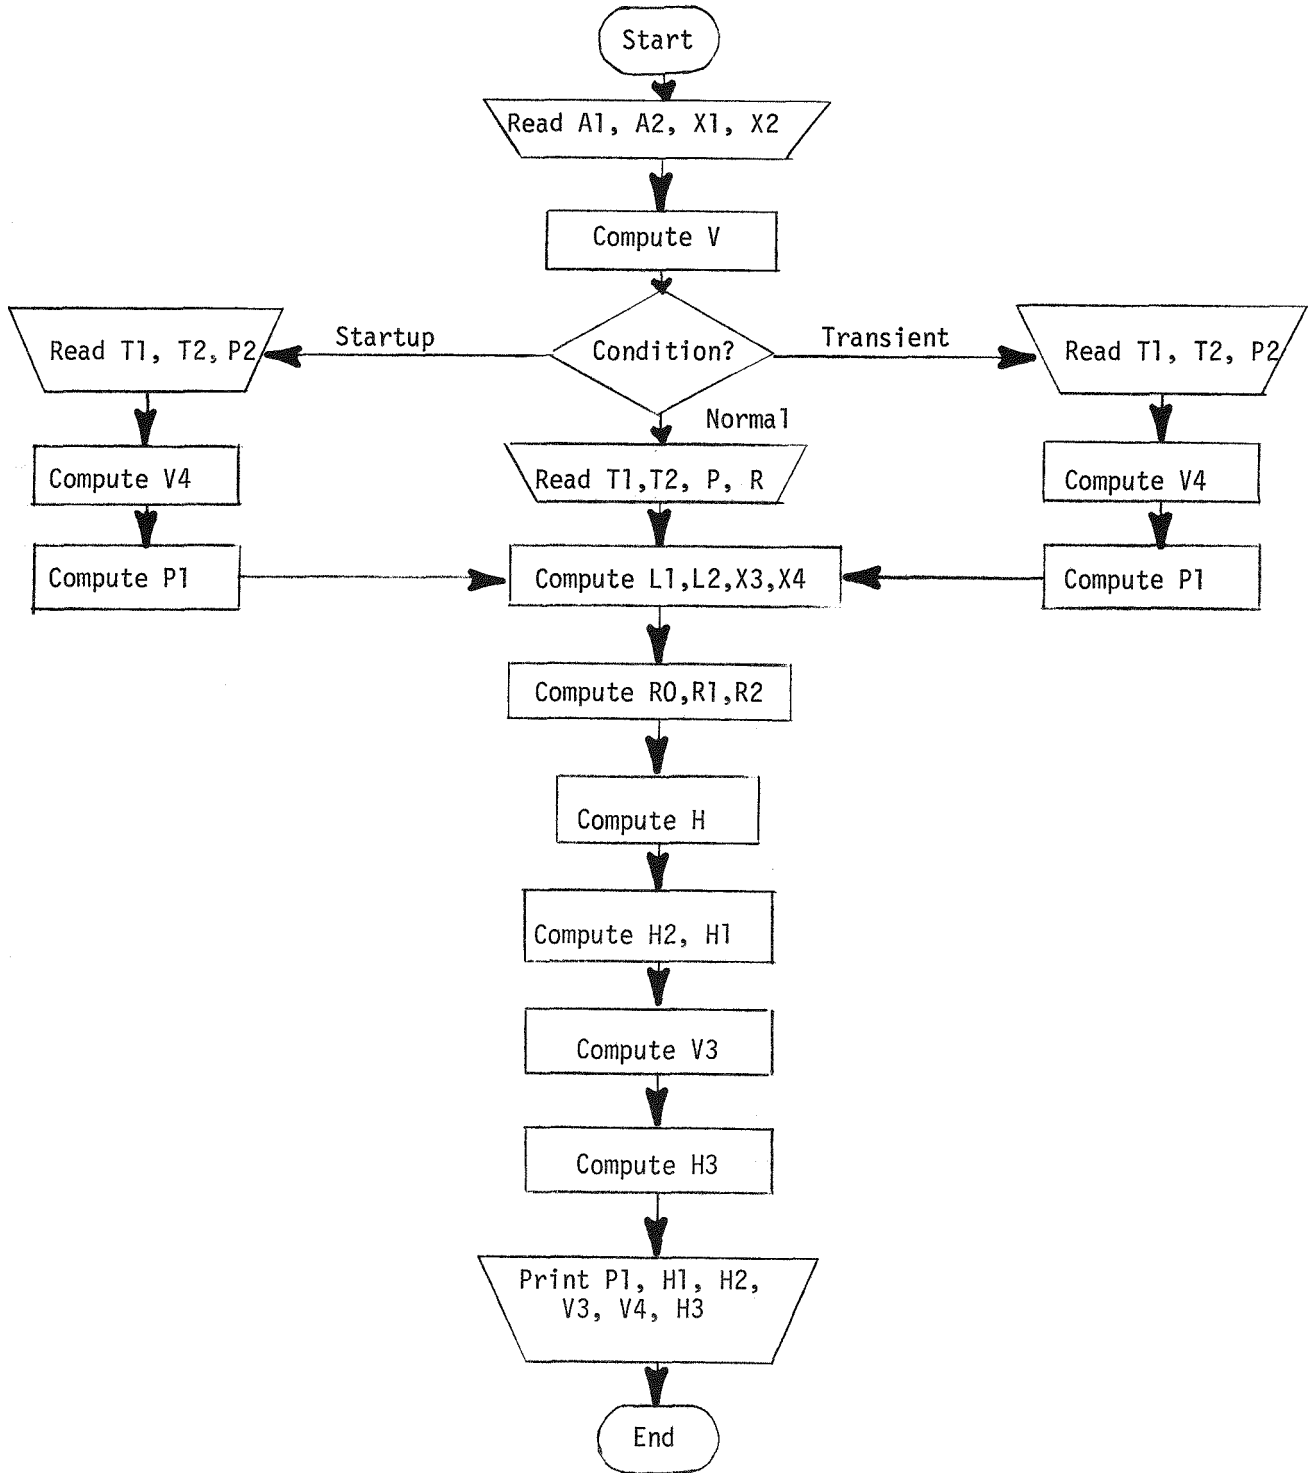 Start
Read A1, A2, X1, X2
Compute V
Startup
Condition?
Transient
Read T1, T2, P2
Read T1, T2, P2
Normal
Compute V4
Read T1,T2, P, R
Compute V4
Compute P1
Compute L1,L2,X3,X4
Compute P1
Compute R0,R1,R2
Compute H
Compute H2, H1
Compute V3
Compute H3
Print P1, H1, H2,
V3, V4, H3
End